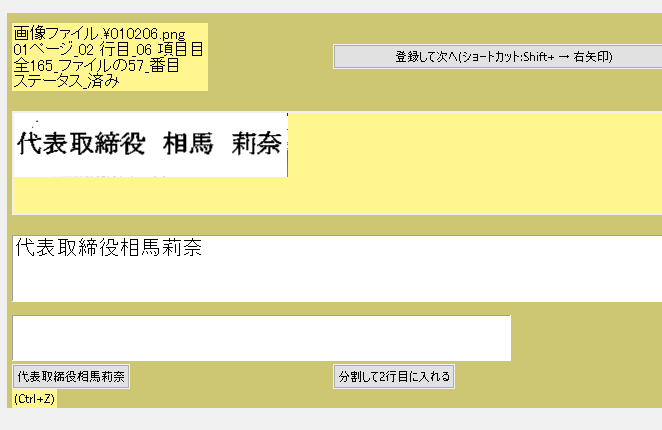 画像ファイル.¥010206.png
01ページ_02 行目_06 項目目
全165_ファイルの57_番目
ステータス_済み
登録して次へ(ショートカット:Shift+ → 右矢印)
代表取締役 相馬 莉奈
代表取締役相馬莉奈
代表取締役相馬莉奈
分割して2行目に入れる
(Ctrl+Z)